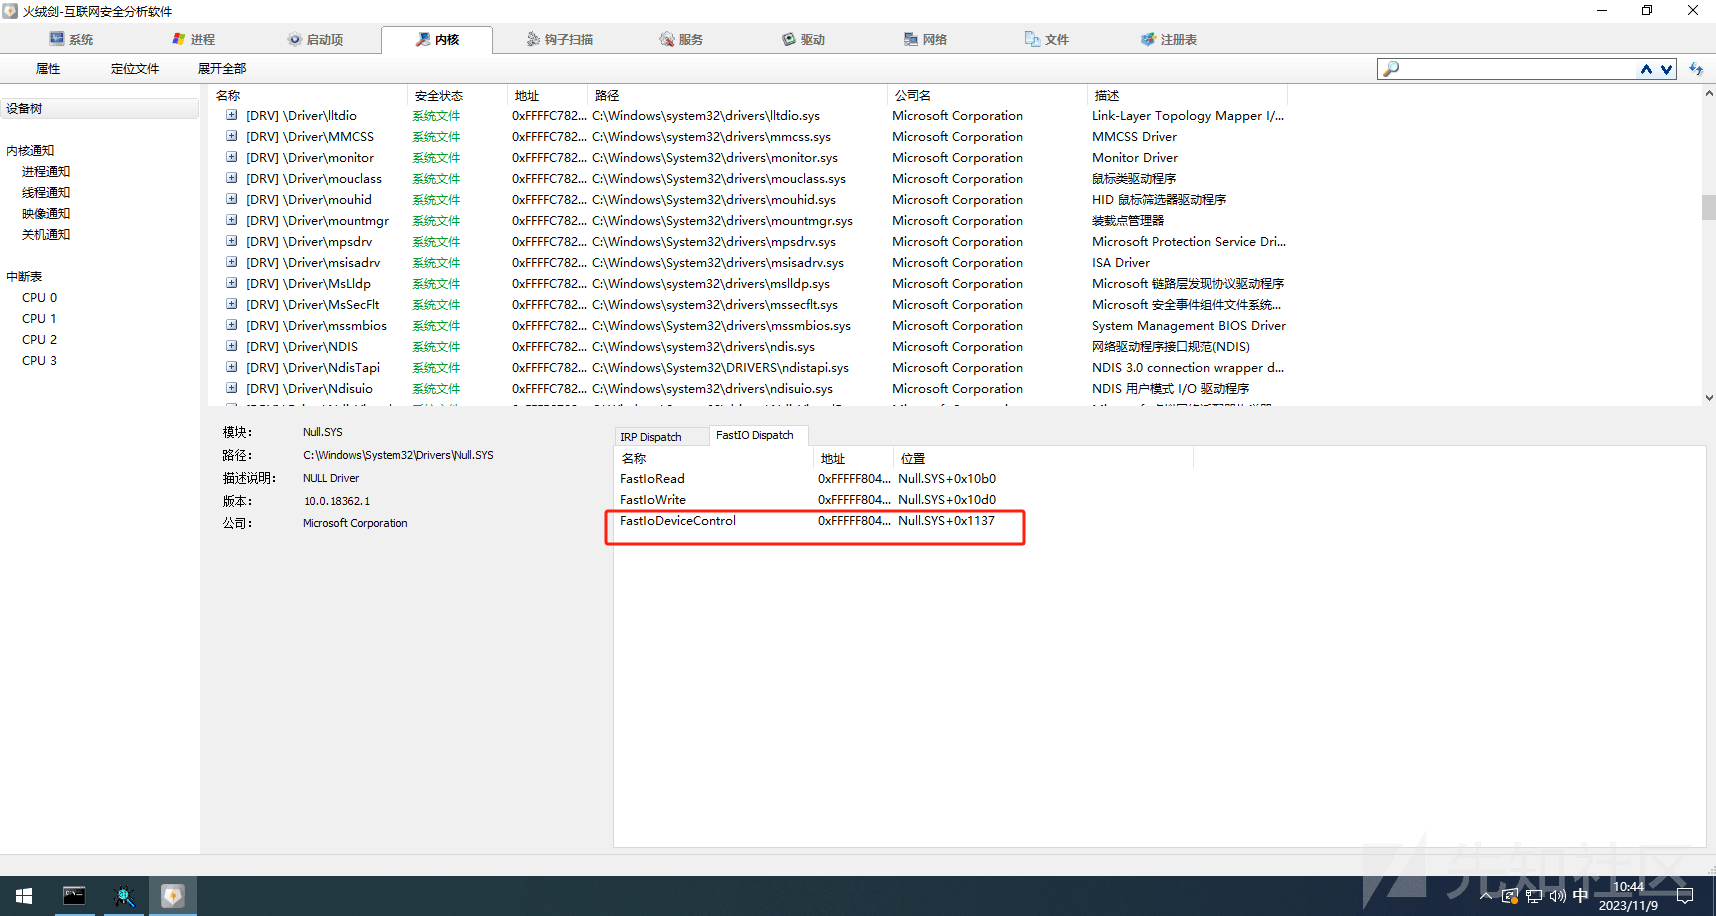 火绒剑-互联网安全分析软件
系统 进程 启动项 内核 钩子扫描 服务 驱动 网络 文件 注册表
属性 定位文件 展开全部
设备树
内核通知
进程通知
线程通知
映像通知
关机通知
中断表
CPU 0
CPU 1
CPU 2
CPU 3
名称 安全状态 地址 路径 公司名 描述
[DRV] \Driver\lltdio 系统文件 0xFFFFC782... C:\Windows\system32\drivers\lltdio.sys Microsoft Corporation Link-Layer Topology Mapper I/...
[DRV] \Driver\MMCSS 系统文件 0xFFFFC782... C:\Windows\system32\drivers\mmcss.sys Microsoft Corporation MMCSS Driver
[DRV] \Driver\monitor 系统文件 0xFFFFC782... C:\Windows\System32\drivers\monitor.sys Microsoft Corporation Monitor Driver
[DRV] \Driver\mouclass 系统文件 0xFFFFC782... C:\Windows\System32\drivers\mouclass.sys Microsoft Corporation 鼠标类驱动程序
[DRV] \Driver\mouhid 系统文件 0xFFFFC782... C:\Windows\System32\drivers\mouhid.sys Microsoft Corporation HID 鼠标筛选器驱动程序
[DRV] \Driver\mountmgr 系统文件 0xFFFFC782... C:\Windows\System32\drivers\mountmgr.sys Microsoft Corporation 装载点管理器
[DRV] \Driver\mpsdrv 系统文件 0xFFFFC782... C:\Windows\System32\drivers\mpsdrv.sys Microsoft Corporation Microsoft Protection Service Dri...
[DRV] \Driver\msisadrv 系统文件 0xFFFFC782... C:\Windows\System32\drivers\msisadrv.sys Microsoft Corporation ISA Driver
[DRV] \Driver\MsLldp 系统文件 0xFFFFC782... C:\Windows\system32\drivers\mslldp.sys Microsoft Corporation Microsoft 链路层发现协议驱动程序
[DRV] \Driver\MsSecFlt 系统文件 0xFFFFC782... C:\Windows\system32\drivers\mssecflt.sys Microsoft Corporation Microsoft 安全事件组件文件系统...
[DRV] \Driver\mssmbios 系统文件 0xFFFFC782... C:\Windows\System32\drivers\mssmbios.sys Microsoft Corporation System Management BIOS Driver
[DRV] \Driver\NDIS 系统文件 0xFFFFC782... C:\Windows\system32\drivers\ndis.sys Microsoft Corporation 网络驱动程序接口规范(NDIS)
[DRV] \Driver\NdisTapi 系统文件 0xFFFFC782... C:\Windows\System32\DRIVERS\ndistapi.sys Microsoft Corporation NDIS 3.0 connection wrapper d...
[DRV] \Driver\Ndisuio 系统文件 0xFFFFC782... C:\Windows\system32\drivers\ndisuio.sys Microsoft Corporation NDIS 用户模式 I/O 驱动程序
模块: Null.SYS
路径: C:\Windows\System32\Drivers\Null.SYS
描述说明: NULL Driver
版本: 10.0.18362.1
公司: Microsoft Corporation
IRP Dispatch FastIO Dispatch
名称 地址 位置
FastIoRead 0xFFFFF804... Null.SYS+0x10b0
FastIoWrite 0xFFFFF804... Null.SYS+0x10d0
FastIoDeviceControl 0xFFFFF804... Null.SYS+0x1137
先知社区
中
10:44
2023/11/9